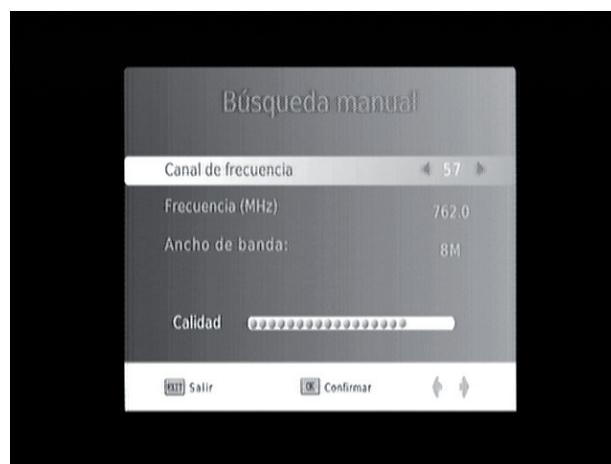 Búsqueda manual
Canal de frecuencia 57
Frecuencia (MHz) 762.0
Ancho de banda: 8M
Calidad
EXIT Salir OK Confirmar